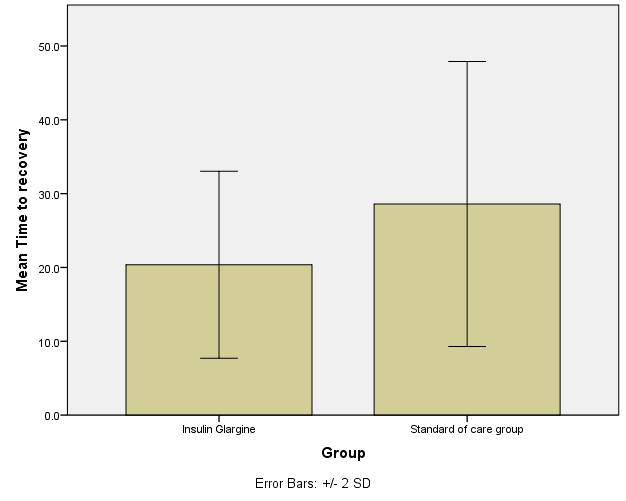 Mean Time to recovery
50.0
40.0
30.0
20.0
10.0
0.0
Insulin Glargine
Standard of care group
Group
Error Bars: +/- 2 SD